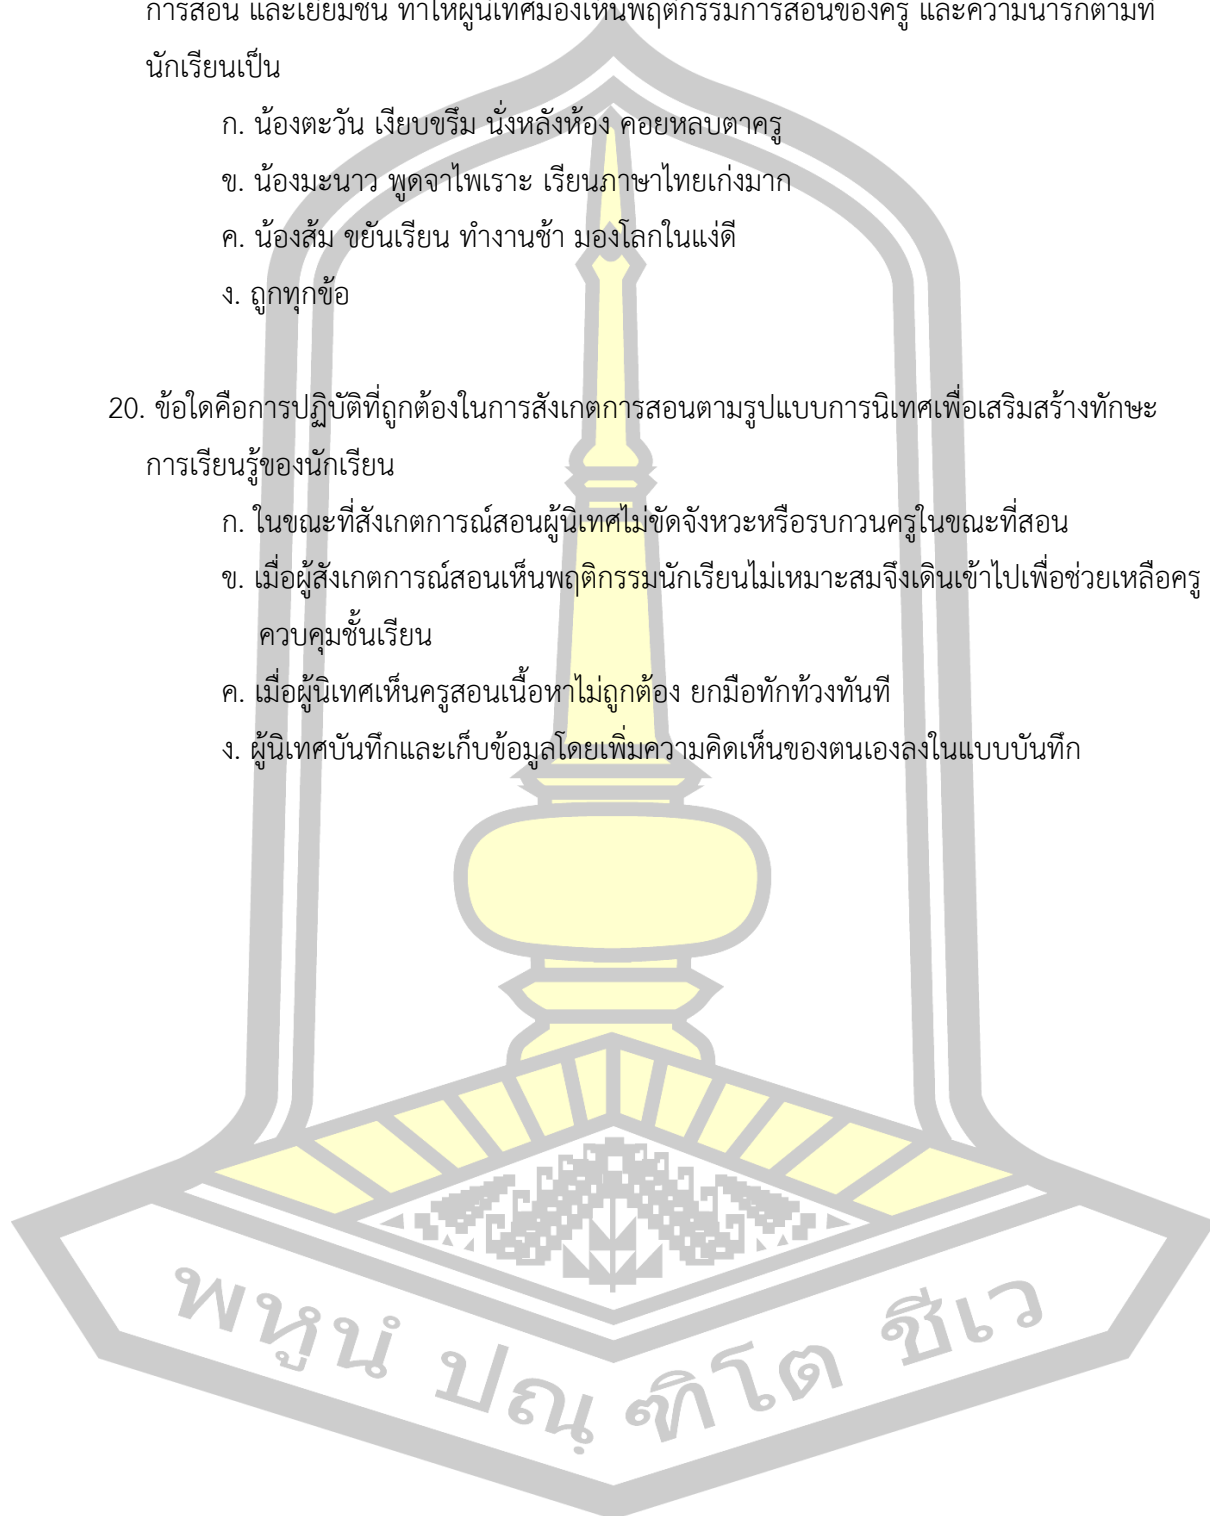 การสอน และเยี่ยมชั้น ทำให้ผู้นิเทศมองเห็นพฤติกรรมการสอนของครู และความน่ารักตามที่
นักเรียนเป็น
ก. น้องตะวัน เงียบขรึม นั่งหลังห้อง คอยหลบตาครู
ข. น้องมะนาว พูดจาไพเราะ เรียนภาษาไทยเก่งมาก
ค. น้องส้ม ขยันเรียน ทำงานช้า มองโลกในแง่ดี
ง. ถูกทุกข้อ
20. ข้อใดคือการปฏิบัติที่ถูกต้องในการสังเกตการสอนตามรูปแบบการนิเทศเพื่อเสริมสร้างทักษะ
การเรียนรู้ของนักเรียน
ก. ในขณะที่สังเกตการณ์สอนผู้นิเทศไม่ขัดจังหวะหรือรบกวนครูในขณะที่สอน
ข. เมื่อผู้สังเกตการณ์สอนเห็นพฤติกรรมนักเรียนไม่เหมาะสมจึงเดินเข้าไปเพื่อช่วยเหลือครู
ควบคุมชั้นเรียน
ค. เมื่อผู้นิเทศเห็นครูสอนเนื้อหาไม่ถูกต้อง ยกมือทักท้วงทันที
ง. ผู้นิเทศบันทึกและเก็บข้อมูลโดยเพิ่มความคิดเห็นของตนเองลงในแบบบันทึก
พหูนํ ปณฺฑิโต ชีเว